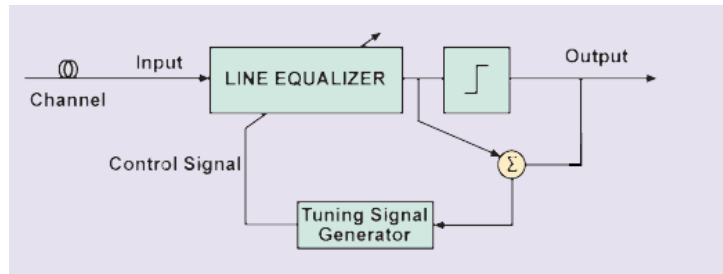 Input
Output
LINE EQUALIZER
Channel
Control Signal
Σ
Tuning Signal
Generator